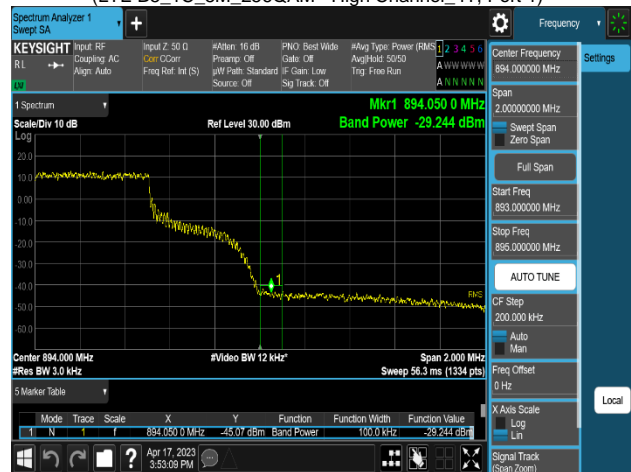 Spectrum Analyzer 1
Swept SA
+
Frequency
KEYSIGHT
RL
Input: RF
Coupling: AC
Align: Auto
Input Z: 50 Ω
Corr CCorr
Freq Ref: Int (S)
#Atten: 16 dB
Preamp: Off
µW Path: Standard
Source: Off
PNO: Best Wide
Gate: Off
IF Gain: Low
Sig Track: Off
#Avg Type: Power (RMS
Avg|Hold: 50/50
Trig: Free Run
1 2 3 4 5 6
A W W W W W
A N N N N N
1 Spectrum
Scale/Div 10 dB
Log
Ref Level 30.00 dBm
Mkr1 894.050 0 MHz
Band Power -29.244 dBm
20.0
10.0
0.00
-10.0
-20.0
-30.0
-40.0
-50.0
-60.0
1
RMS
Center 894.000 MHz
#Res BW 3.0 kHz
#Video BW 12 kHz*
Span 2.000 MHz
Sweep 56.3 ms (1334 pts)
5 Marker Table
Mode Trace Scale X Y Function Function Width Function Value
1 N 1 f 894.050 0 MHz -45.07 dBm Band Power 100.0 kHz -29.244 dBm
Apr 17, 2023
3:53:09 PM
?
Center Frequency
894.000000 MHz
Settings
Span
2.00000000 MHz
Swept Span
Zero Span
Full Span
Start Freq
893.000000 MHz
Stop Freq
895.000000 MHz
AUTO TUNE
CF Step
200.000 kHz
Auto
Man
Freq Offset
0 Hz
X Axis Scale
Log
Lin
Local
Signal Track
(Span Zoom)